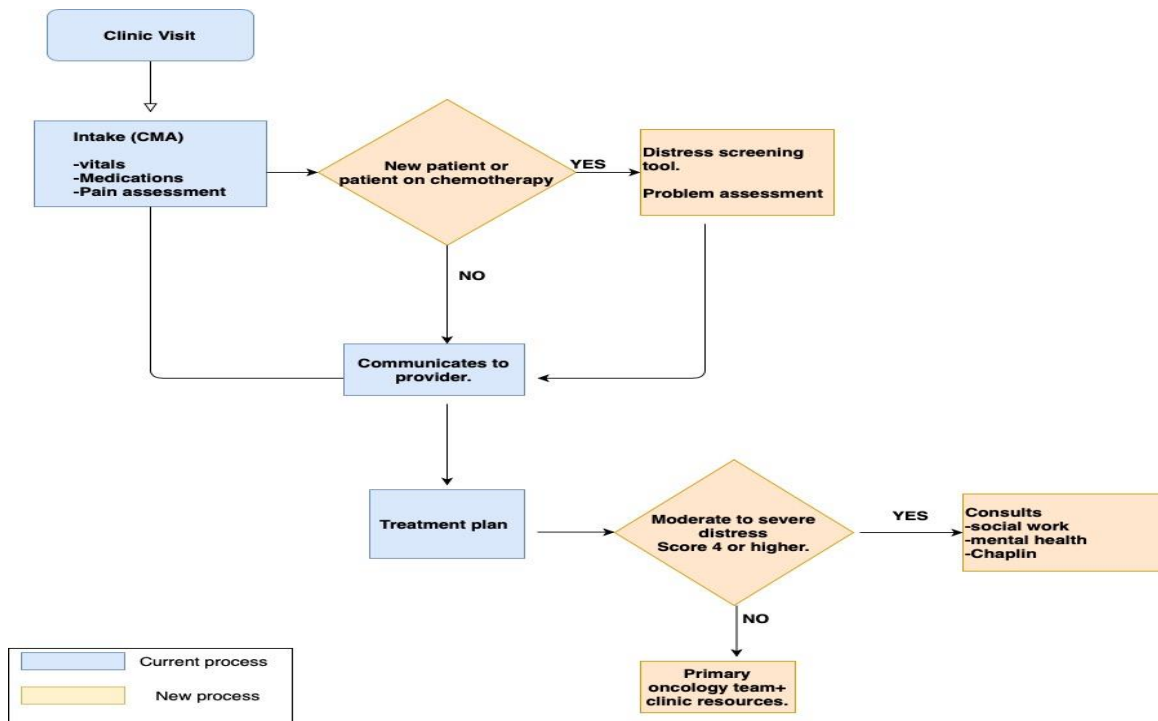 Clinic Visit
Intake (CMA)
-vitals
-Medications
-Pain assessment
New patient or
patient on chemotherapy
YES
Distress screening
tool.
Problem assessment
NO
Communicates to
provider.
Treatment plan
Moderate to severe
distress
Score 4 or higher.
YES
Consults
-social work
-mental health
-Chaplin
NO
Primary
oncology team+
clinic resources.
Current process
New process